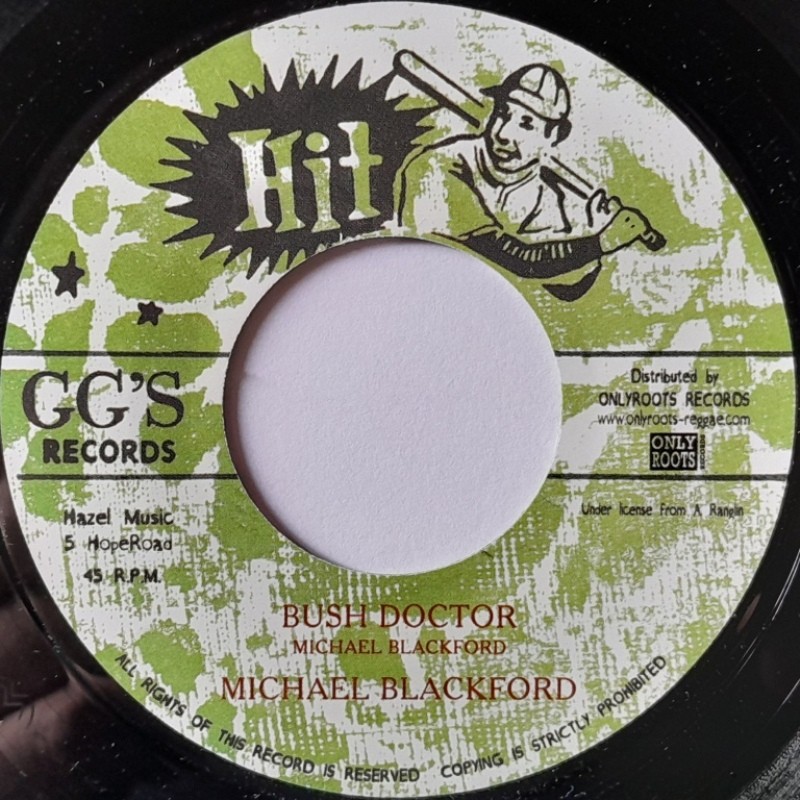 Hit
GG'S
RECORDS
Distributed by
ONLYROOTS RECORDS
www.onlyroots-reggae.com
ONLY
ROOTS
Hazel Music
5 HopeRoad
45 R.P.M.
Under license From A Ranglin
BUSH DOCTOR
MICHAEL BLACKFORD
MICHAEL BLACKFORD
ALL RIGHTS OF THIS RECORD IS RESERVED COPYING IS STRICTLY PROHIBITED